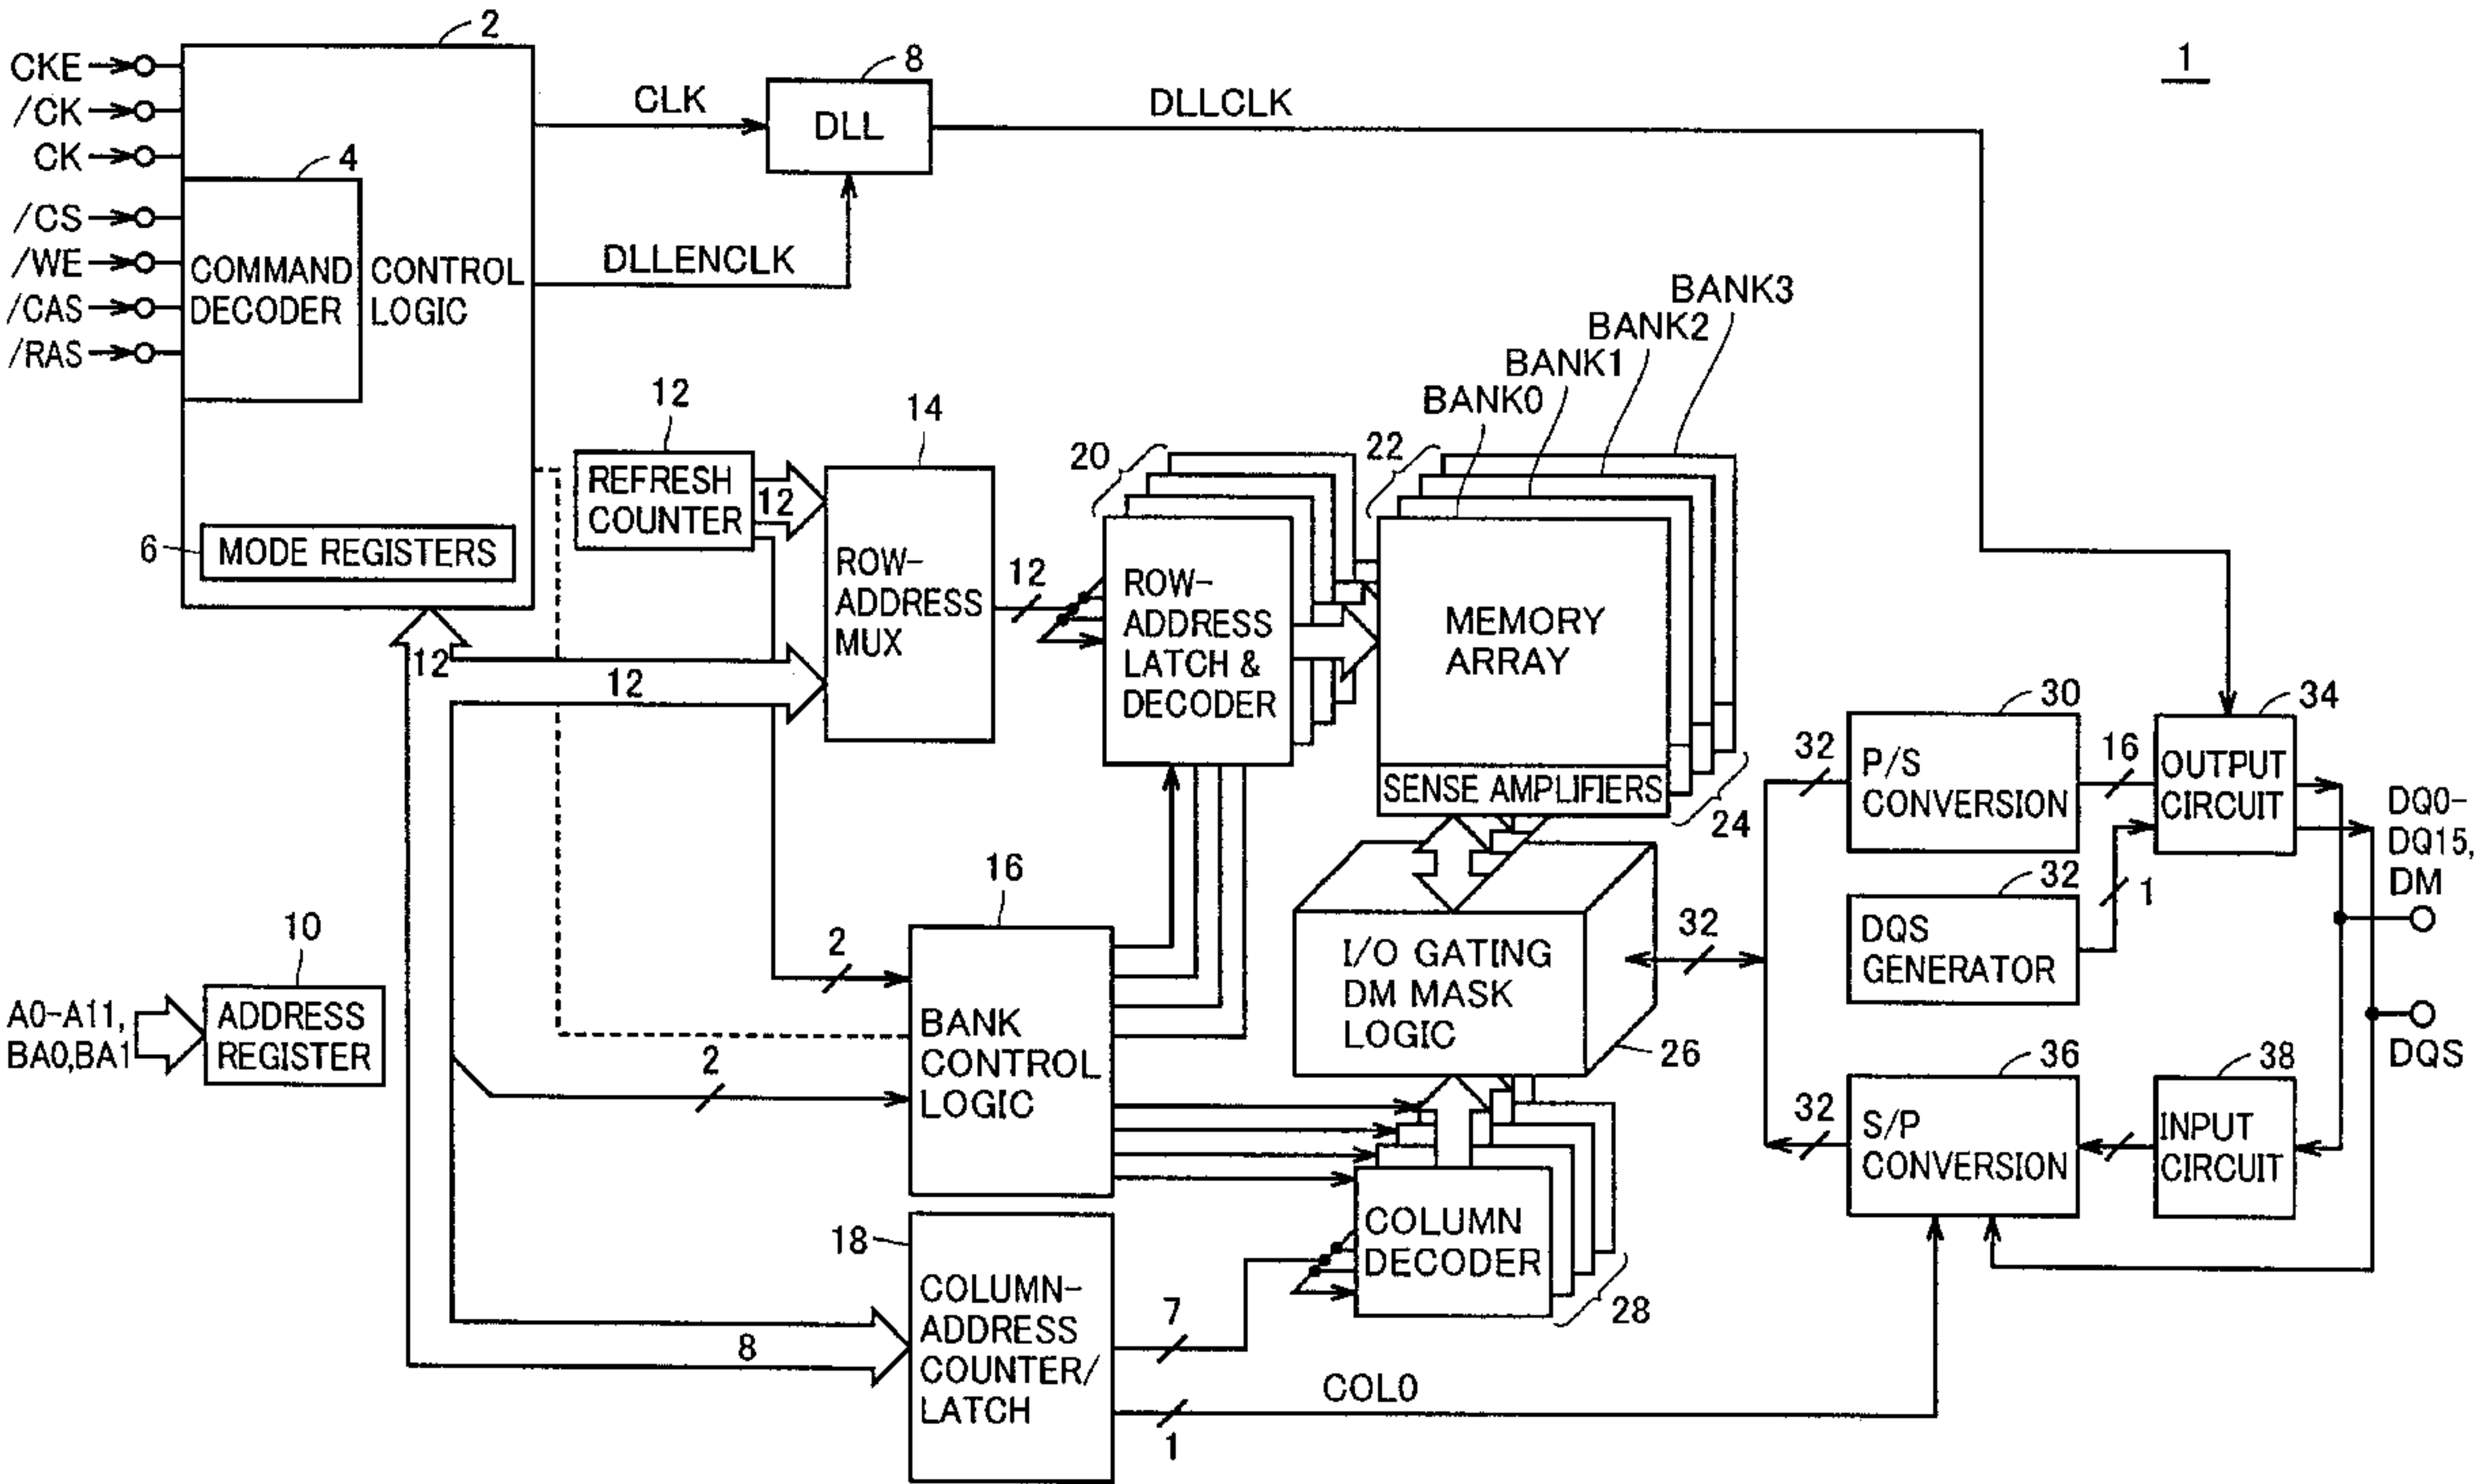 1
2
CKE
/CK
CK
/CS
/WE
/CAS
/RAS
4
COMMAND
DECODER
CONTROL
LOGIC
6
MODE REGISTERS
CLK
DLLENCLK
8
DLL
DLLCLK
12
REFRESH
COUNTER
12
12
12
14
ROW-
ADDRESS
MUX
12
20
ROW-
ADDRESS
LATCH &
DECODER
BANK0
BANK1
BANK2
BANK3
22
MEMORY
ARRAY
SENSE AMPLIFIERS
24
10
A0-A11,
BA0,BA1
ADDRESS
REGISTER
2
2
16
BANK
CONTROL
LOGIC
I/O GATING
DM MASK
LOGIC
26
32
18
COLUMN-
ADDRESS
COUNTER/
LATCH
8
7
1
COL0
COLUMN
DECODER
28
32
30
P/S
CONVERSION
16
34
OUTPUT
CIRCUIT
32
DQS
GENERATOR
1
DQ0-
DQ15,
DM
DQS
32
36
S/P
CONVERSION
38
INPUT
CIRCUIT